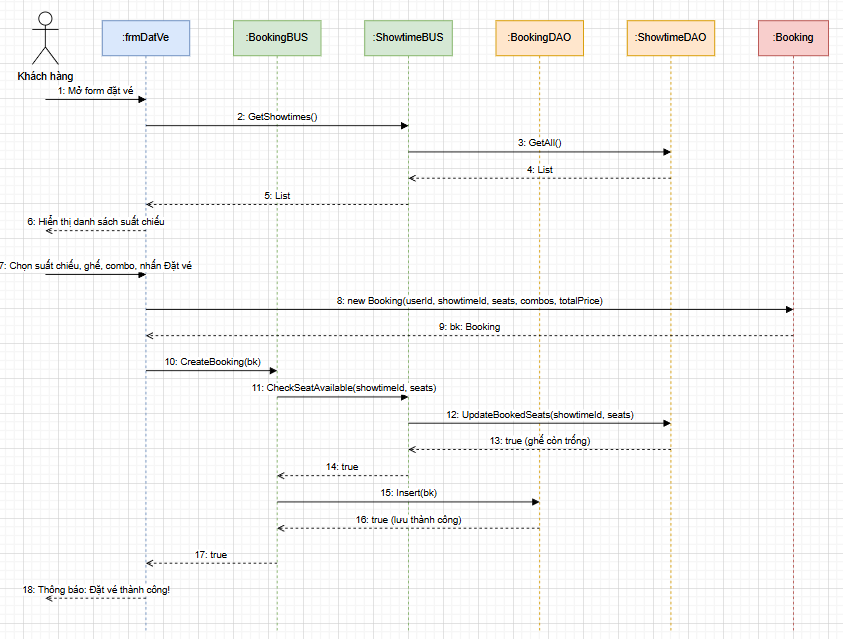 :frmDatVe
:BookingBUS
:ShowtimeBUS
:BookingDAO
:ShowtimeDAO
:Booking
Khách hàng
1: Mở form đặt vé
2: GetShowtimes()
3: GetAll()
4: List
5: List
6: Hiển thị danh sách suất chiếu
7: Chọn suất chiếu, ghế, combo, nhấn Đặt vé
8: new Booking(userId, showtimeId, seats, combos, totalPrice)
9: bk: Booking
10: CreateBooking(bk)
11: CheckSeatAvailable(showtimeId, seats)
12: UpdateBookedSeats(showtimeId, seats)
13: true (ghế còn trống)
14: true
15: Insert(bk)
16: true (lưu thành công)
17: true
18: Thông báo: Đặt vé thành công!